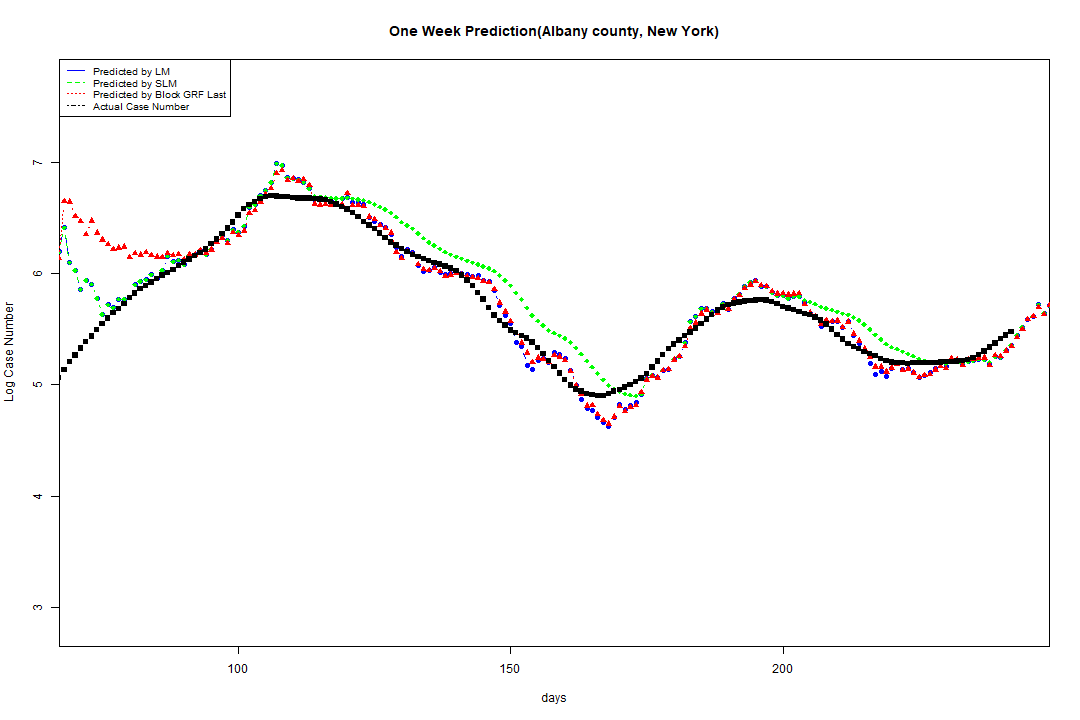 One Week Prediction(Albany county, New York)
Predicted by LM
Predicted by SLM
Predicted by Block GRF Last
Actual Case Number
7
6
5
4
3
Log Case Number
100 150 200
days